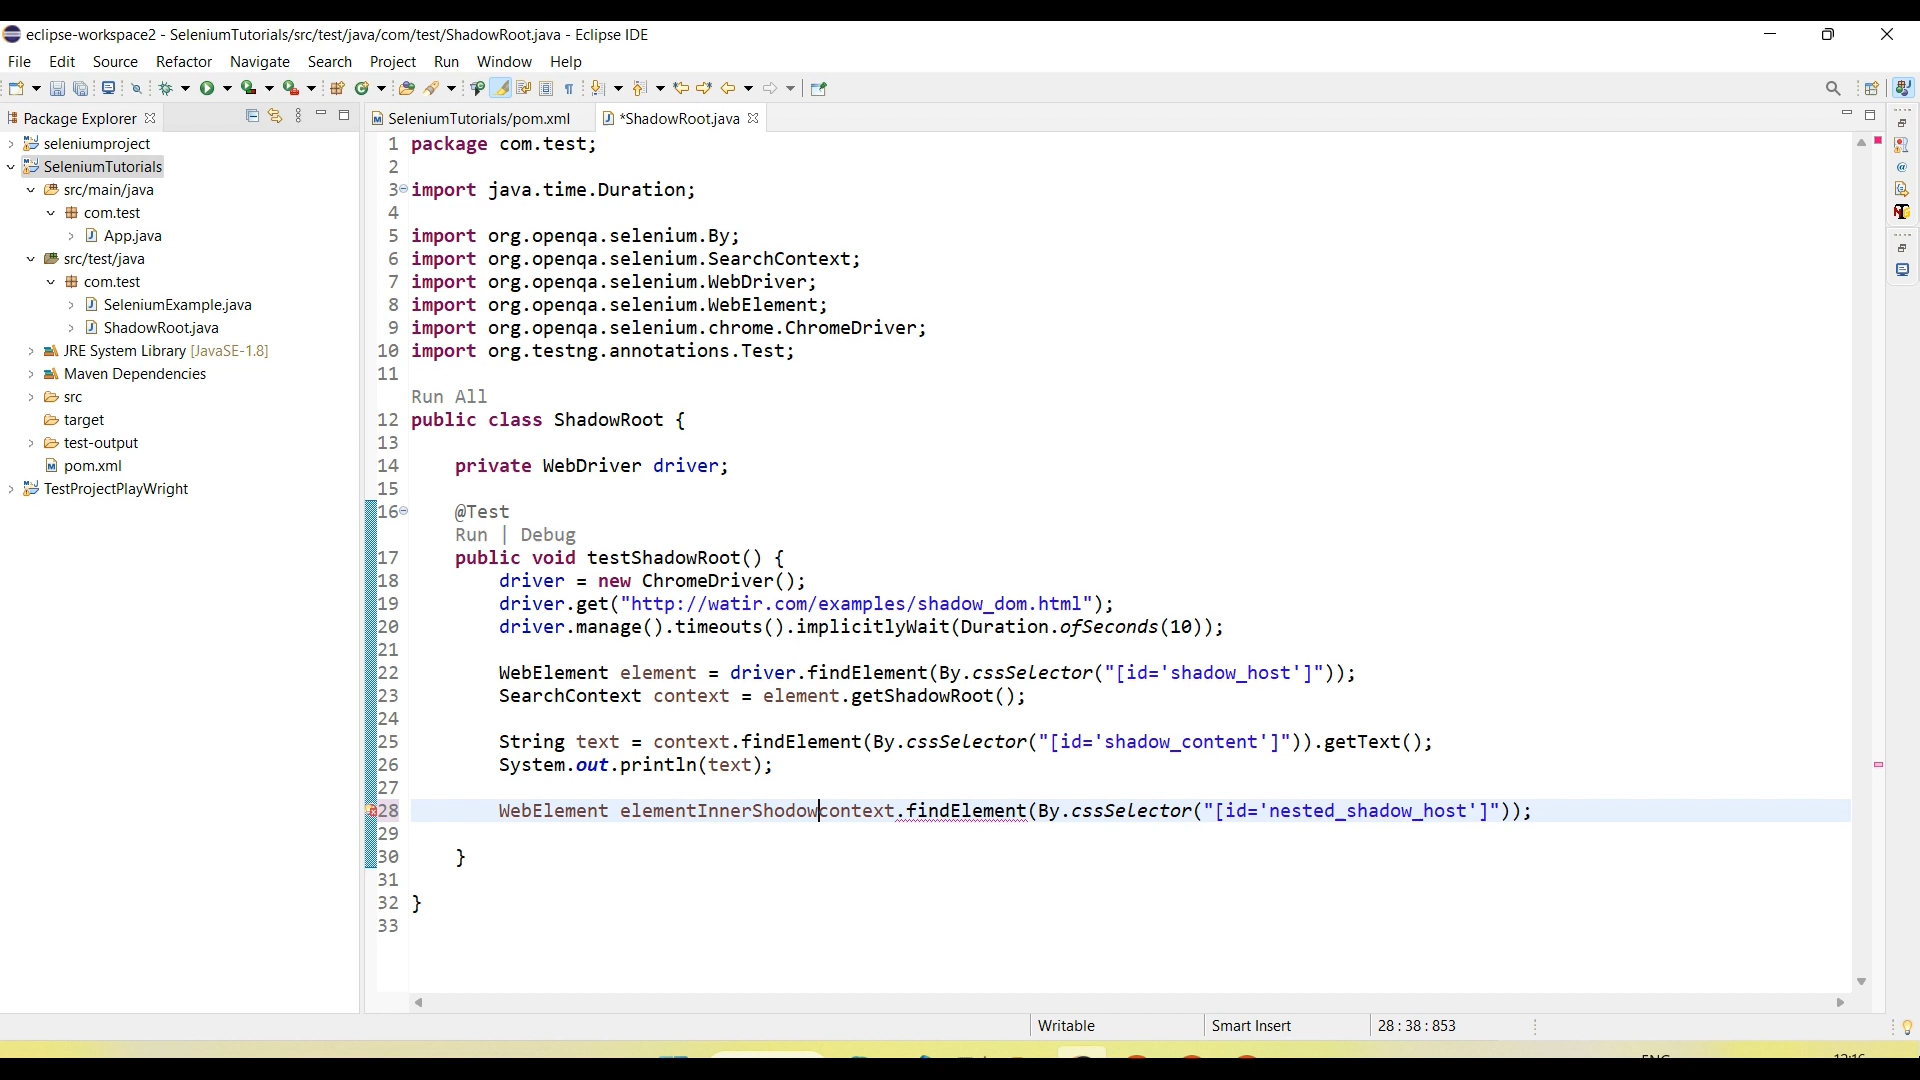 eclipse-workspace2 - SeleniumTutorials/src/test/java/com/test/ShadowRoot.java - Eclipse IDE
File Edit Source Refactor Navigate Search Project Run Window Help
Package Explorer
SeleniumTutorials/pom.xml
*ShadowRoot.java
seleniumproject
SeleniumTutorials
src/main/java
com.test
App.java
src/test/java
com.test
SeleniumExample.java
ShadowRoot.java
JRE System Library [JavaSE-1.8]
Maven Dependencies
src
target
test-output
pom.xml
TestProjectPlayWright
1 package com.test;
2
3 import java.time.Duration;
4
5 import org.openqa.selenium.By;
6 import org.openqa.selenium.SearchContext;
7 import org.openqa.selenium.WebDriver;
8 import org.openqa.selenium.WebElement;
9 import org.openqa.selenium.chrome.ChromeDriver;
10 import org.testng.annotations.Test;
11
Run All
12 public class ShadowRoot {
13
14 private WebDriver driver;
15
16 @Test
Run | Debug
17 public void testShadowRoot() {
18 driver = new ChromeDriver();
19 driver.get("http://watir.com/examples/shadow_dom.html");
20 driver.manage().timeouts().implicitlyWait(Duration.ofSeconds(10));
21
22 WebElement element = driver.findElement(By.cssSelector("[id='shadow_host']"));
23 SearchContext context = element.getShadowRoot();
24
25 String text = context.findElement(By.cssSelector("[id='shadow_content']")).getText();
26 System.out.println(text);
27
28 WebElement elementInnerShodowcontext.findElement(By.cssSelector("[id='nested_shadow_host']"));
29
30 }
31
32 }
33
Writable
Smart Insert
28 : 38 : 853